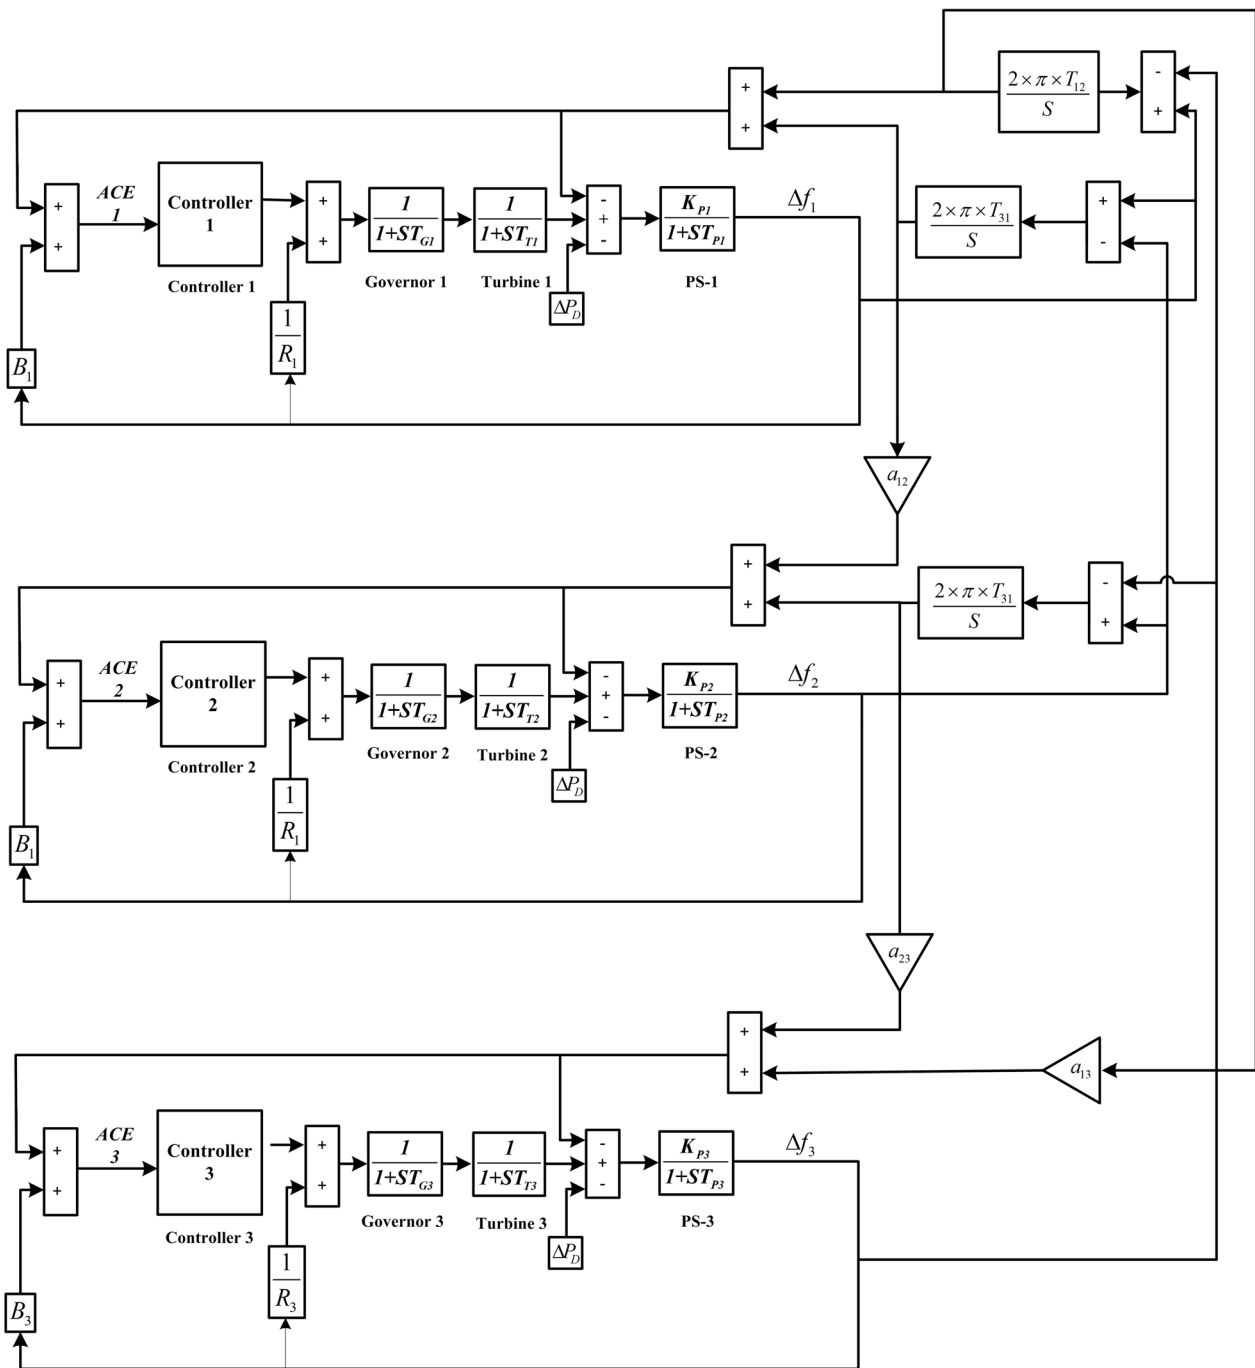 2×π×T12
S
-
+
+
+
ACE
1
Controller
1
+
+
+
+
1
1+STG1
1
1+STT1
-
+
-
KP1
1+STP1
Δf1
2×π×T31
S
+
-
Controller 1
Governor 1
Turbine 1
PS-1
ΔPD
1
R1
B1
a12
+
+
2×π×T31
S
-
+
ACE
2
Controller
2
+
+
+
+
1
1+STG2
1
1+STT2
-
+
-
KP2
1+STP2
Δf2
Controller 2
Governor 2
Turbine 2
PS-2
ΔPD
1
R1
B1
a23
+
+
a13
ACE
3
Controller
3
+
+
+
+
1
1+STG3
1
1+STT3
-
+
-
KP3
1+STP3
Δf3
Controller 3
Governor 3
Turbine 3
PS-3
ΔPD
1
R3
B3